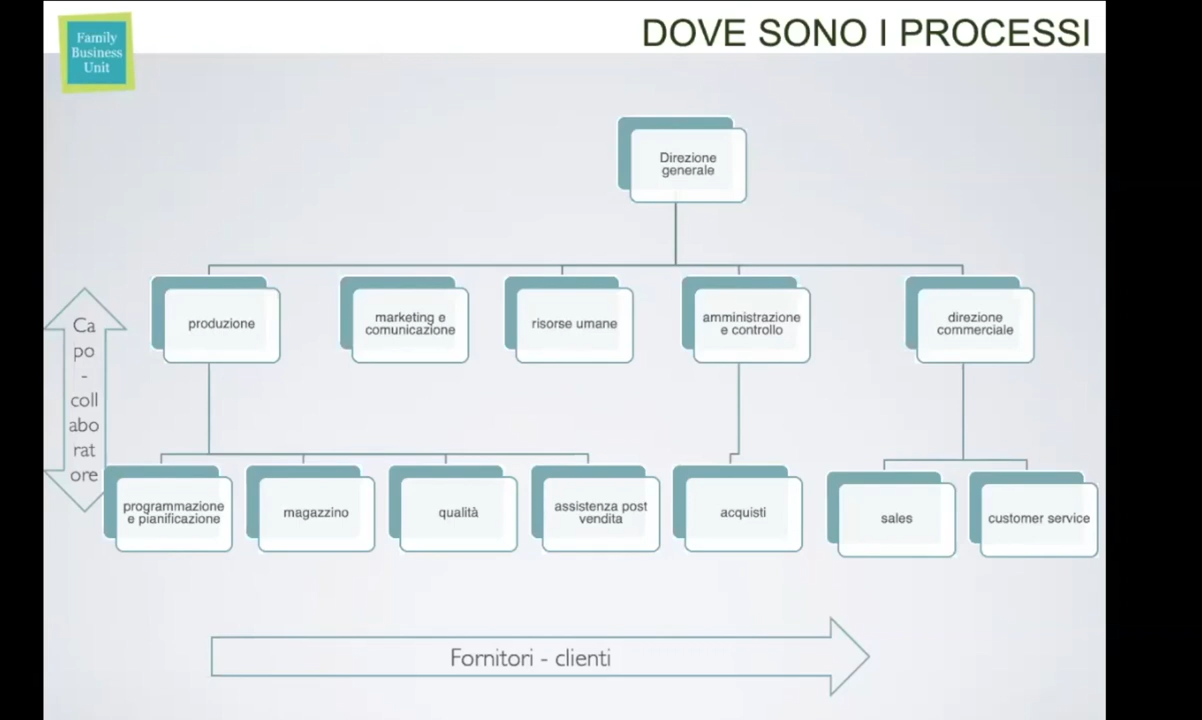 Family
Business
Unit
DOVE SONO I PROCESSI
Direzione
generale
produzione
marketing e
comunicazione
risorse umane
amministrazione
e controllo
direzione
commerciale
Ca
po
-
coll
abo
rat
ore
programmazione
e pianificazione
magazzino
qualità
assistenza post
vendita
acquisti
sales
customer service
Fornitori - clienti